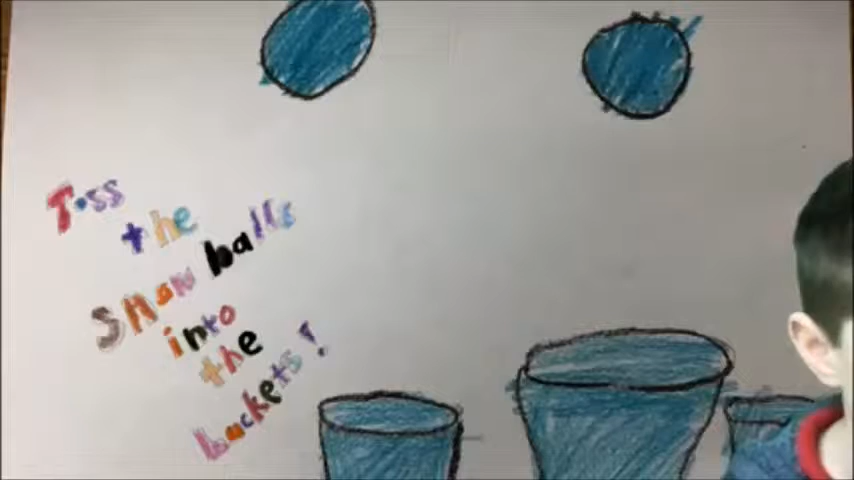 Toss
the
Snow balls
into
the
buckets!